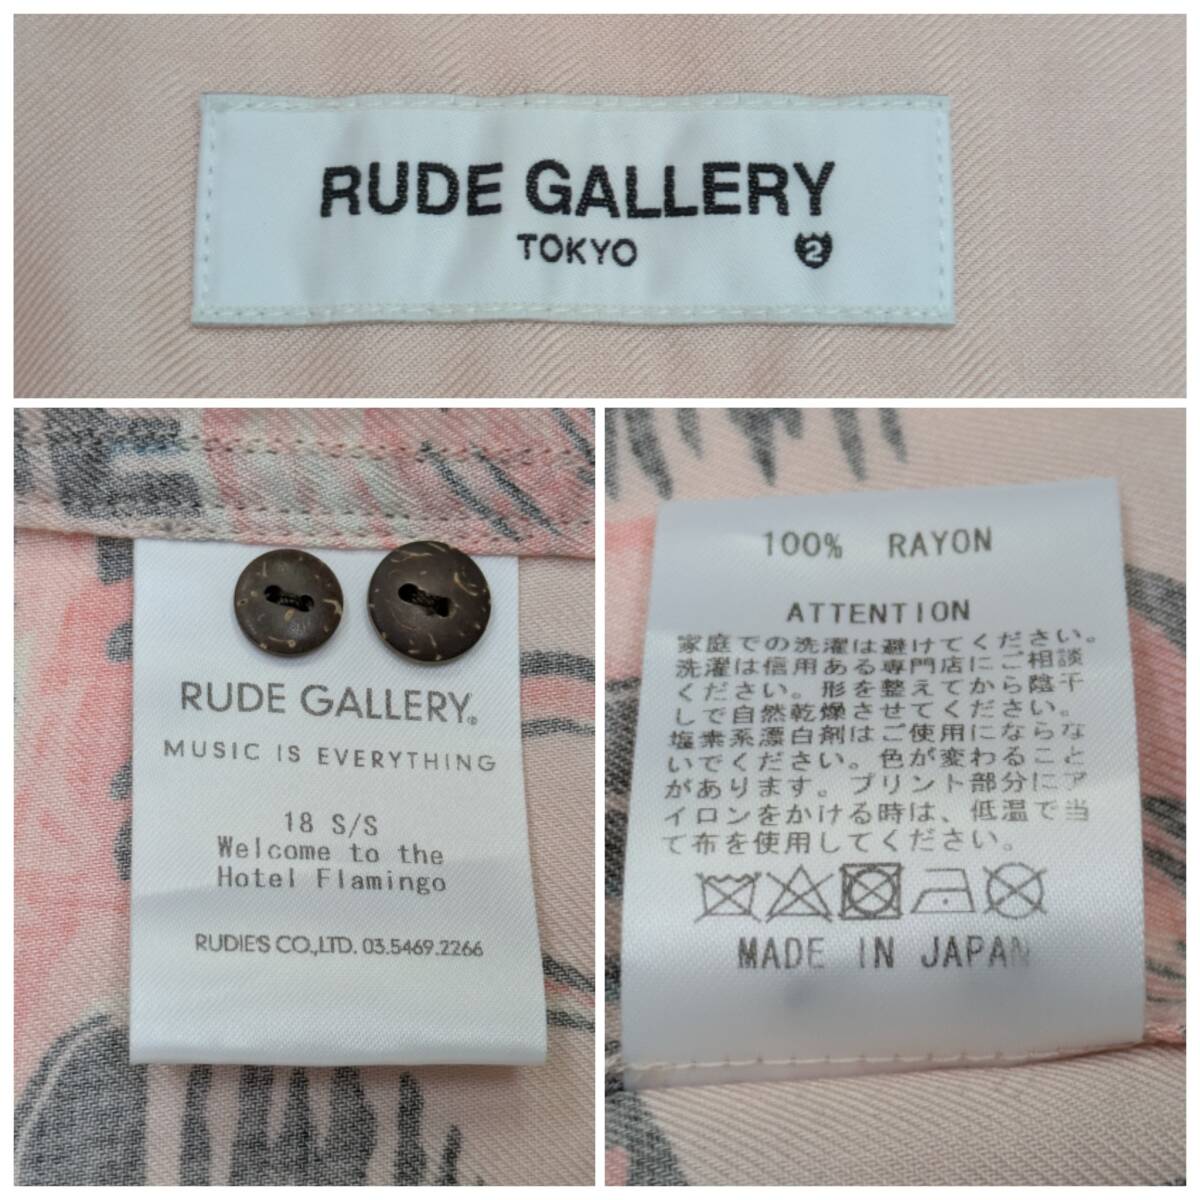 RUDE GALLERY
TOKYO 2
RUDE GALLERY®
MUSIC IS EVERYTHING
18 S/S
Welcome to the
Hotel Flamingo
RUDIE'S CO.,LTD. 03.5469.2266
100% RAYON
ATTENTION
家庭での洗濯は避けてください。
洗濯は信用ある専門店にご相談
ください。形を整えてから陰干
しで自然乾燥させてください。
塩素系漂白剤はご使用にならな
いでください。色が変わること
があります。プリント部分にア
イロンをかける時は、低温で当
て布を使用してください。
MADE IN JAPAN